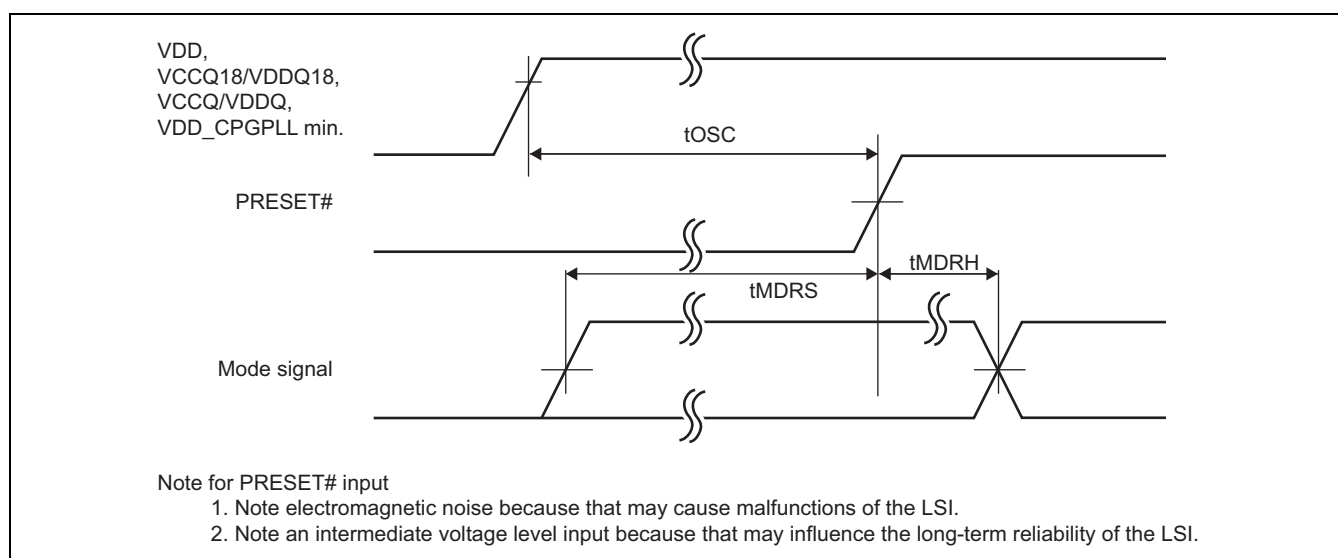 VDD,
VCCQ18/VDDQ18,
VCCQ/VDDQ,
VDD_CPGPLL min.
tOSC
PRESET#
tMDRH
tMDRS
Mode signal
Note for PRESET# input
1. Note electromagnetic noise because that may cause malfunctions of the LSI.
2. Note an intermediate voltage level input because that may influence the long-term reliability of the LSI.